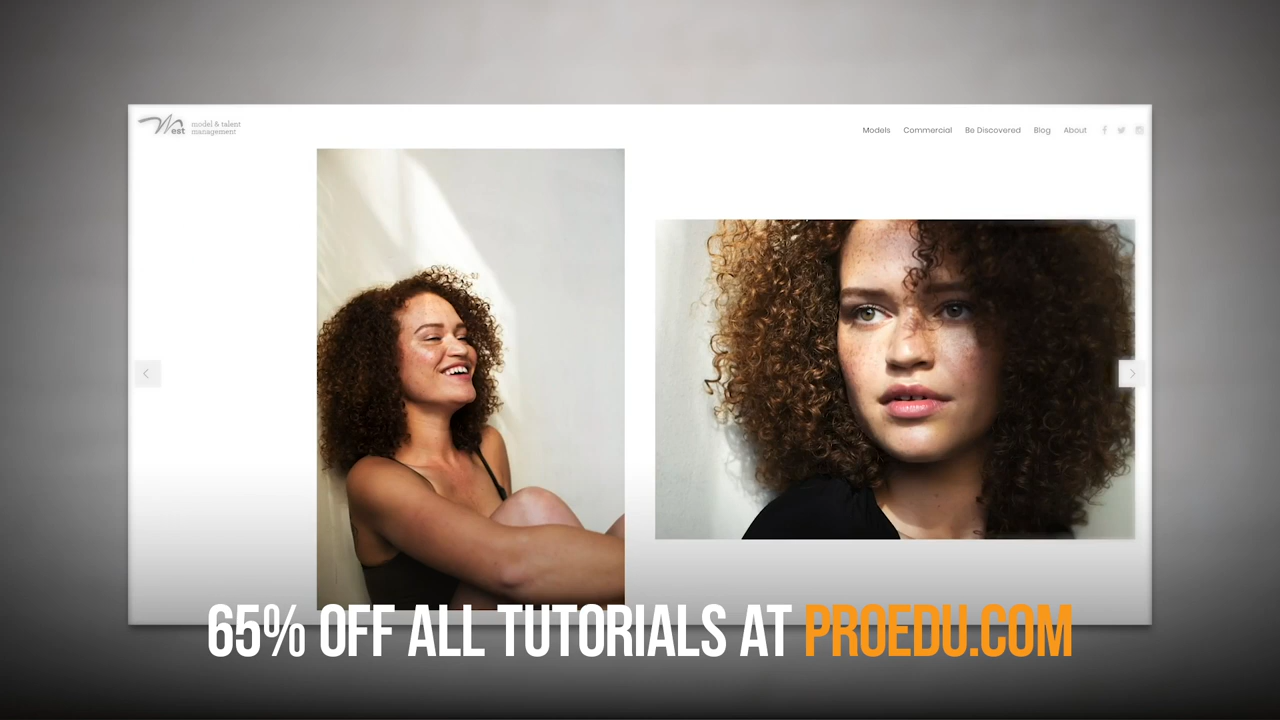 West model & talent
management
Models Commercial Be Discovered Blog About
65% OFF ALL TUTORIALS AT PROEDU.COM